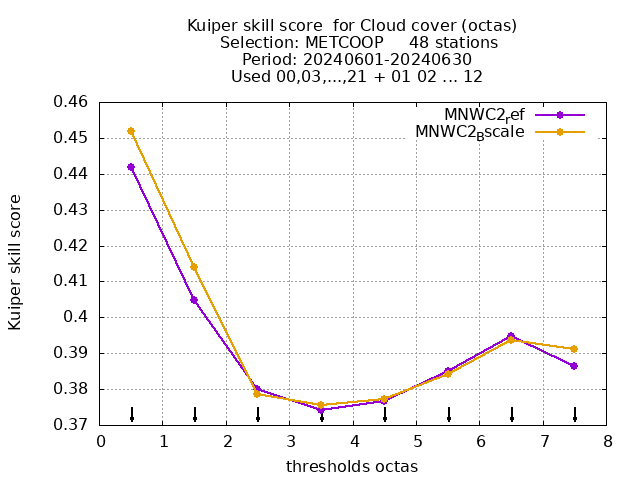 Kuiper skill score  for Cloud cover (octas)
Selection: METCOOP     48 stations
Period: 20240601-20240630
Used 00,03,...,21 + 01 02 ... 12
MNWC2ref
MNWC2Bscale
0.46
0.45
0.44
0.43
0.42
0.41
0.4
0.39
0.38
0.37
Kuiper skill score
0 1 2 3 4 5 6 7 8
thresholds octas